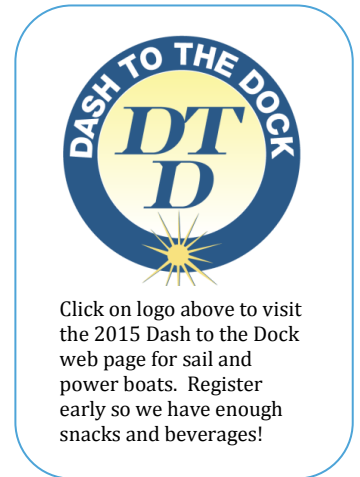 DASH TO THE DOCK
DT
D
Click on logo above to visit
the 2015 Dash to the Dock
web page for sail and
power boats.  Register
early so we have enough
snacks and beverages!